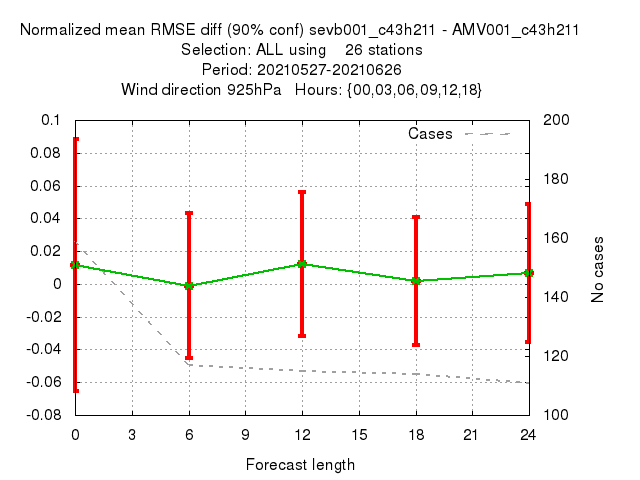 Normalized mean RMSE diff (90% conf) sevb001_c43h211 - AMV001_c43h211
Selection: ALL using 26 stations
Period: 20210527-20210626
Wind direction 925hPa Hours: {00,03,06,09,12,18}
Cases
0.1
0.08
0.06
0.04
0.02
0
-0.02
-0.04
-0.06
-0.08
200
180
160
140
120
100
No cases
0 3 6 9 12 15 18 21 24
Forecast length